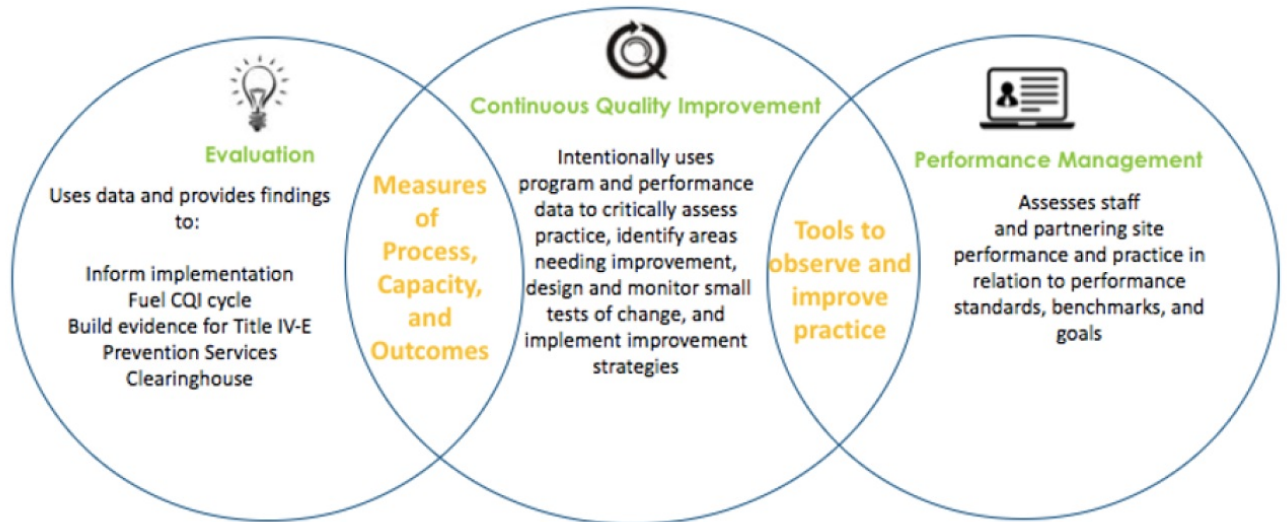 Evaluation
Uses data and provides findings
to:
Inform implementation
Fuel CQI cycle
Build evidence for Title IV-E
Prevention Services
Clearinghouse
Measures
of
Process,
Capacity,
and
Outcomes
Continuous Quality Improvement
Intentionally uses
program and performance
data to critically assess
practice, identify areas
needing improvement,
design and monitor small
tests of change, and
implement improvement
strategies
Tools to
observe and
improve
practice
Performance Management
Assesses staff
and partnering site
performance and practice in
relation to performance
standards, benchmarks, and
goals